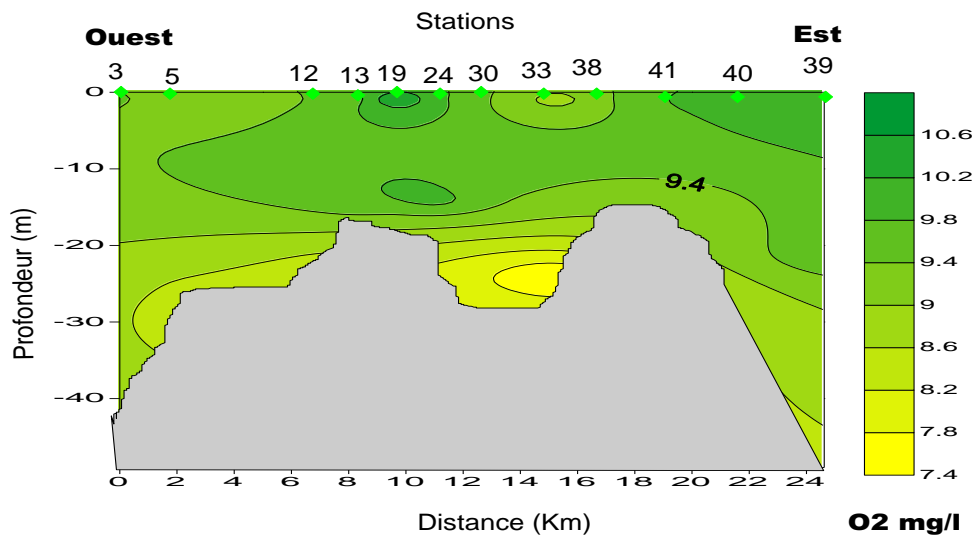 Stations
Ouest
Est
3 5 12 13 19 24 30 33 38 41 40 39
0
-10
-20
-30
-40
Profondeur (m)
9.4
10.6
10.2
9.8
9.4
9
8.6
8.2
7.8
7.4
0 2 4 6 8 10 12 14 16 18 20 22 24
Distance (Km)
O2 mg/l